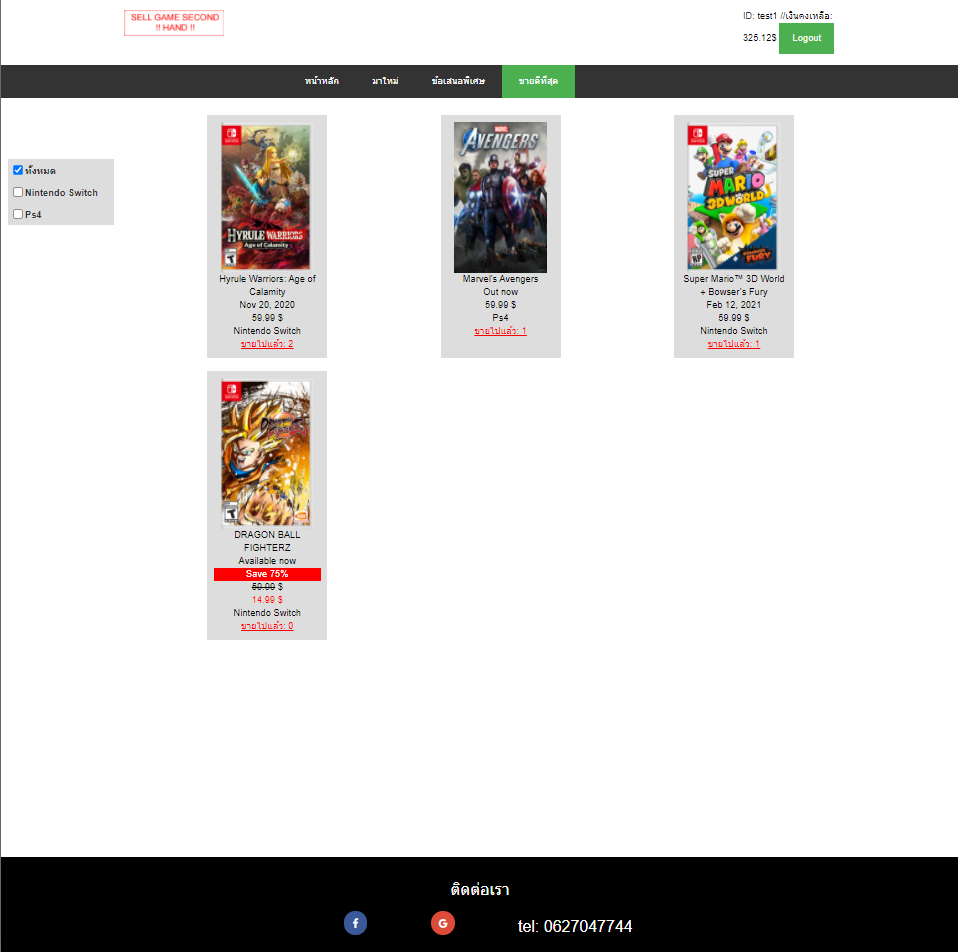 SELL GAME SECOND
!! HAND !!
ID: test1 //เงินคงเหลือ:
325.12$ Logout
หน้าหลัก มาใหม่ ข้อเสนอพิเศษ ขายดีที่สุด
ทั้งหมด
Nintendo Switch
Ps4
HYRULE WARRIORS
Age of Calamity
T
Hyrule Warriors: Age of
Calamity
Nov 20, 2020
59.99 $
Nintendo Switch
ขายไปแล้ว: 2
MARVEL
AVENGERS
Marvel's Avengers
Out now
59.99 $
Ps4
ขายไปแล้ว: 1
SUPER
MARIO
3D WORLD
+ BOWSER'S
FURY
RP
Super Mario™ 3D World
+ Bowser's Fury
Feb 12, 2021
59.99 $
Nintendo Switch
ขายไปแล้ว: 1
T
DRAGON BALL
FIGHTERZ
Available now
Save 75%
59.99 $
14.99 $
Nintendo Switch
ขายไปแล้ว: 0
ติดต่อเรา
f G tel: 0627047744